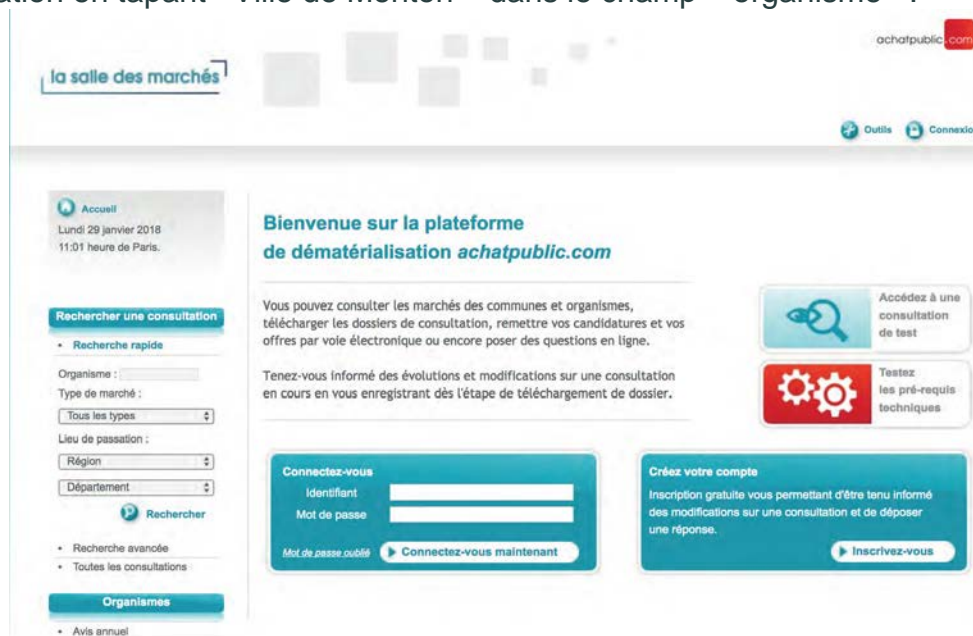 ation en tapant « Ville de Menton » dans le champ « organisme » :
achatpublic.com
la salle des marchés
Outils
Connexio
Accueil
Lundi 29 janvier 2018
11:01 heure de Paris.
Bienvenue sur la plateforme
de dématérialisation achatpublic.com
Vous pouvez consulter les marchés des communes et organismes,
télécharger les dossiers de consultation, remettre vos candidatures et vos
offres par voie électronique ou encore poser des questions en ligne.
Tenez-vous informé des évolutions et modifications sur une consultation
en cours en vous enregistrant dès l'étape de téléchargement de dossier.
Accédez à une
consultation
de test
Testez
les pré-requis
techniques
Rechercher une consultation
• Recherche rapide
Organisme :
Type de marché :
Tous les types
Lieu de passation :
Région
Département
Rechercher
• Recherche avancée
• Toutes les consultations
Organismes
• Avis annuel
Connectez-vous
Identifiant
Mot de passe
Mot de passe oublié
Connectez-vous maintenant
Créez votre compte
Inscription gratuite vous permettant d'être tenu informé
des modifications sur une consultation et de déposer
une réponse.
Inscrivez-vous